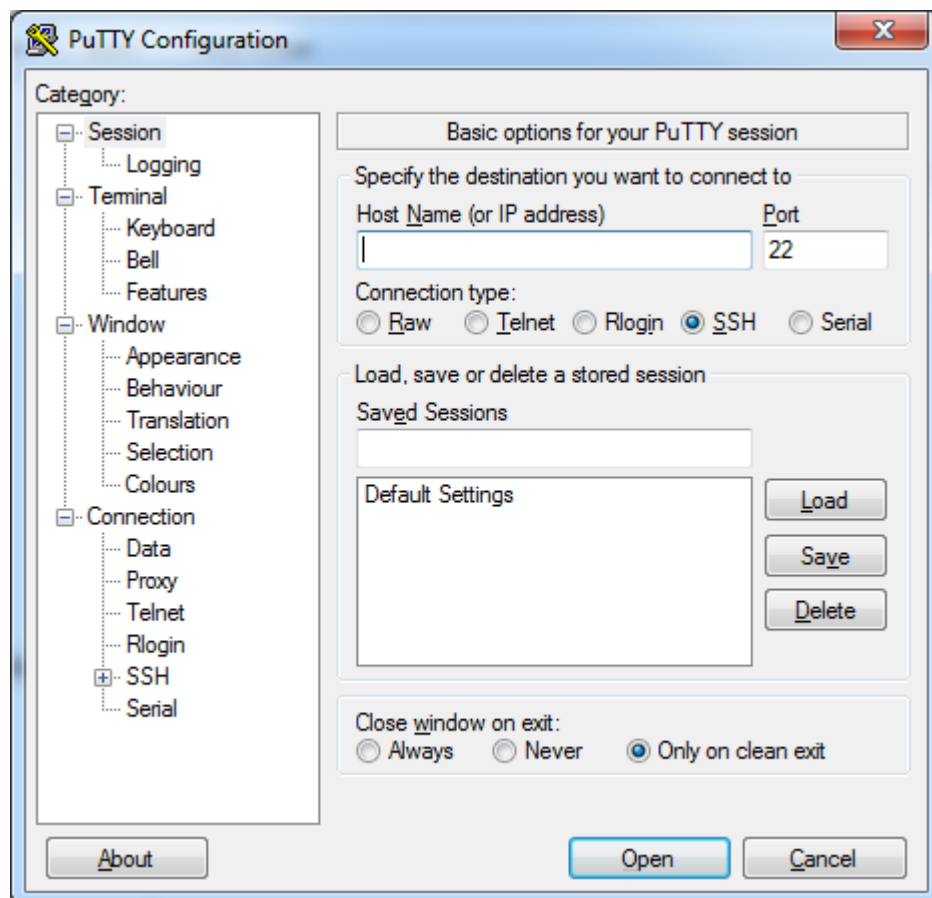 PuTTY Configuration
Category:
Session
Logging
Terminal
Keyboard
Bell
Features
Window
Appearance
Behaviour
Translation
Selection
Colours
Connection
Data
Proxy
Telnet
Rlogin
SSH
Serial
Basic options for your PuTTY session
Specify the destination you want to connect to
Host Name (or IP address) Port
22
Connection type:
Raw Telnet Rlogin SSH Serial
Load, save or delete a stored session
Saved Sessions
Default Settings
Load
Save
Delete
Close window on exit:
Always Never Only on clean exit
About Open Cancel